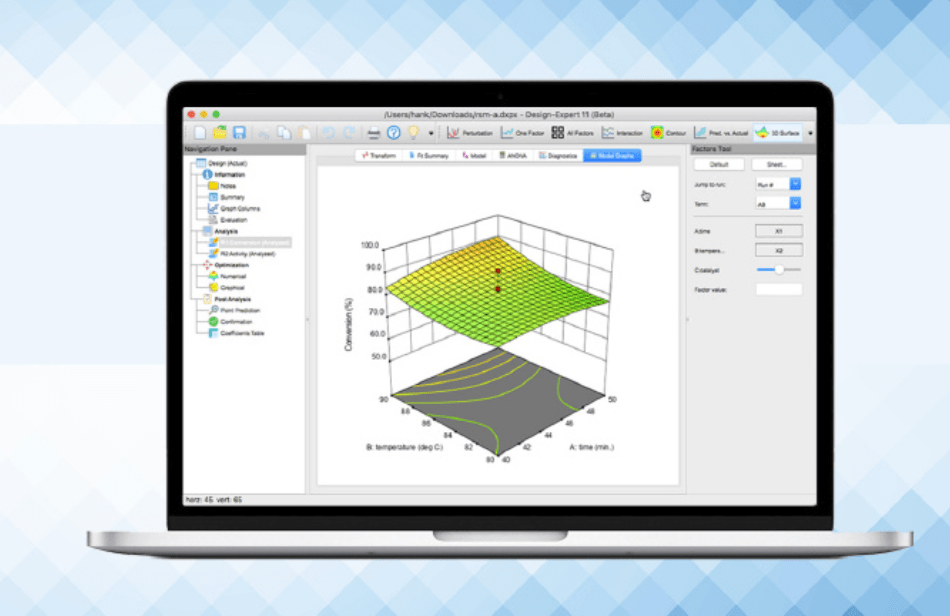 /Users/hank/Downloads/rsm-a.dxpx - Design-Expert 11 (Beta)
Perturbation One Factor All Factors Interaction Contour Pred. vs. Actual 3D Surface
Navigation Pane
Factors Tool
Design (Actual)
Information
Notes
Summary
Graph Columns
Evaluation
Analysis
R1:Conversion (Analyzed)
R2:Activity (Analyzed)
Optimization
Numerical
Graphical
Post Analysis
Point Prediction
Confirmation
Coefficients Table
Transform Fit Summary Model ANOVA Diagnostics Model Graphs
Default Sheet...
Jump to run: Run #
Term: AB
A:time X1
B:tempera... X2
C:catalyst
Factor value:
100.0
90.0
80.0
70.0
60.0
50.0
Conversion (%)
90
88
86
84
82
80
40
42
44
46
48
50
B: temperature (deg C)
A: time (min.)
horz: 45 vert: 65